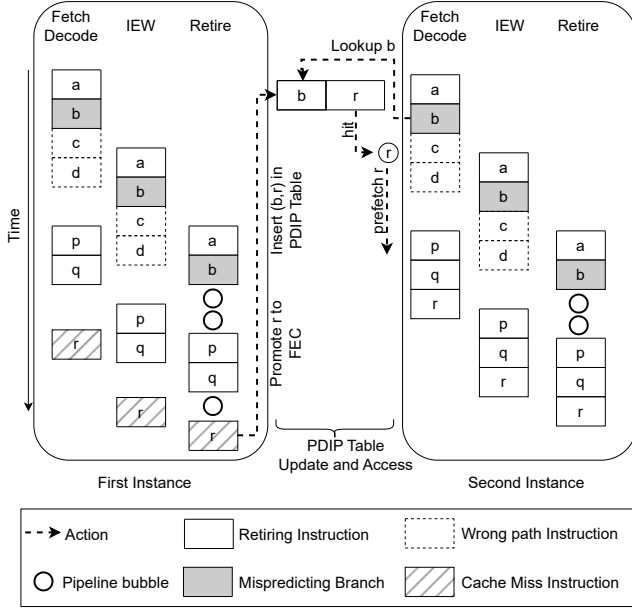 Fetch
Decode
IEW
Retire
a
b
c
d
a
b
c
d
p
q
a
b
p
q
r
p
q
r
r
Time
First Instance
Lookup b
b
r
hit
r
prefetch r
Insert (b,r) in
PDIP Table
Promote r to
FEC
PDIP Table
Update and Access
Fetch
Decode
IEW
Retire
a
b
c
d
a
b
c
d
p
q
r
a
b
p
q
r
p
q
r
Second Instance
Action
Retiring Instruction
Wrong path Instruction
Pipeline bubble
Mispredicting Branch
Cache Miss Instruction